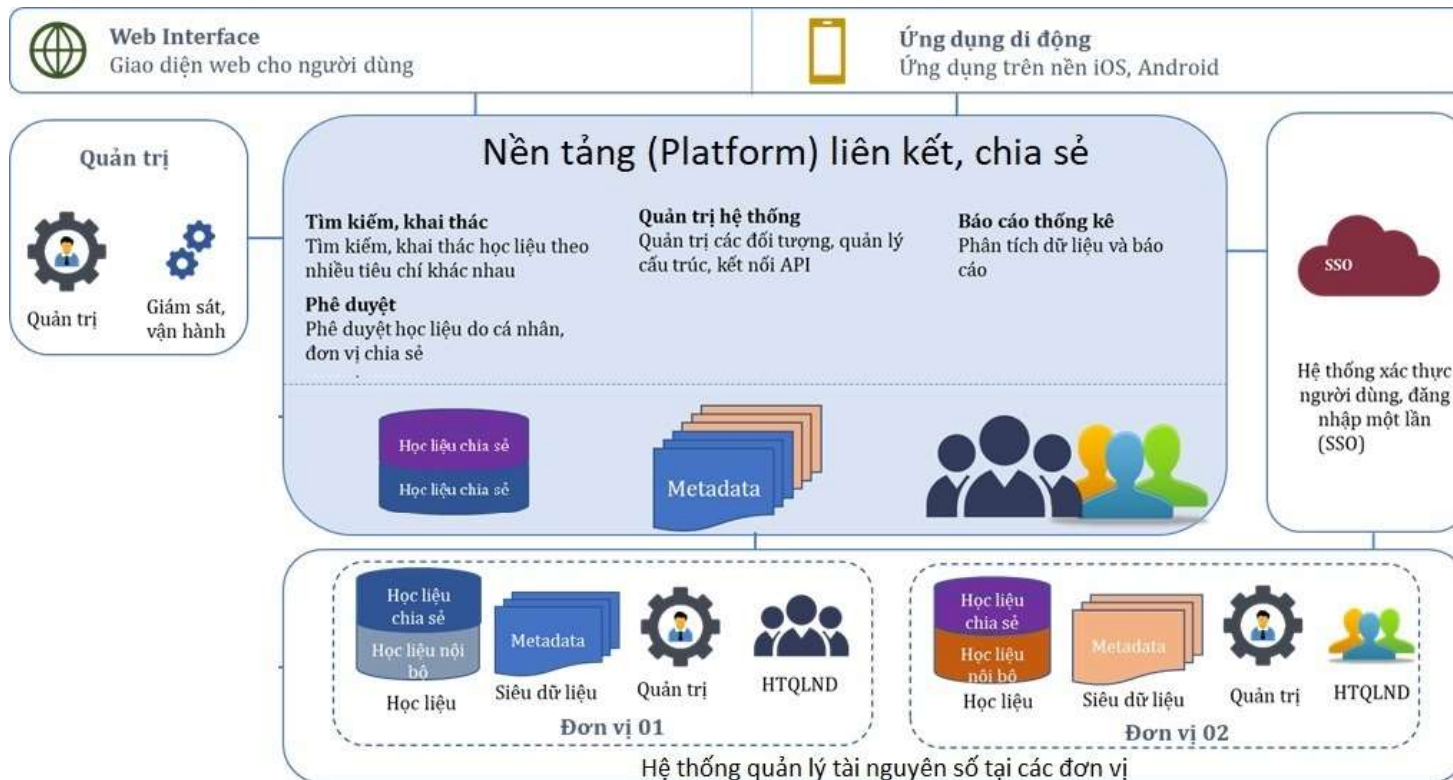 Web Interface
Giao diện web cho người dùng
Ứng dụng di động
Ứng dụng trên nền iOS, Android
Quản trị
Quản trị
Giám sát,
vận hành
Nền tảng (Platform) liên kết, chia sẻ
Tìm kiếm, khai thác
Tìm kiếm, khai thác học liệu theo
nhiều tiêu chí khác nhau
Phê duyệt
Phê duyệt học liệu do cá nhân,
đơn vị chia sẻ
Quản trị hệ thống
Quản trị các đối tượng, quản lý
cấu trúc, kết nối API
Báo cáo thống kê
Phân tích dữ liệu và báo
cáo
SSO
Hệ thống xác thực
người dùng, đăng
nhập một lần
(SSO)
Học liệu chia sẻ
Học liệu chia sẻ
Metadata
Học liệu
chia sẻ
Học liệu nội
bộ
Học liệu
Metadata
Siêu dữ liệu
Quản trị
HTQLND
Đơn vị 01
Học liệu
chia sẻ
Học liệu
nội bộ
Học liệu
Metadata
Siêu dữ liệu
Quản trị
HTQLND
Đơn vị 02
Hệ thống quản lý tài nguyên số tại các đơn vị